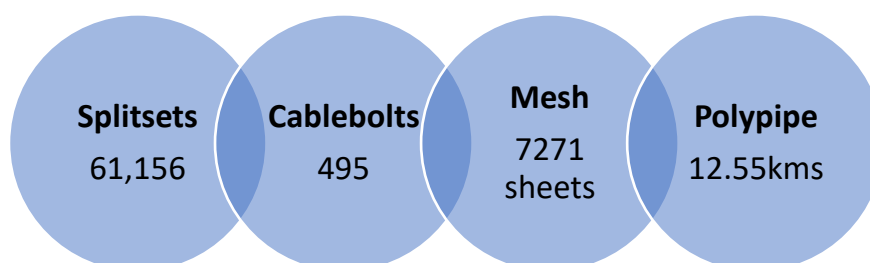 Splitsets
61,156
Cablebolts
495
Mesh
7271
sheets
Polypipe
12.55kms